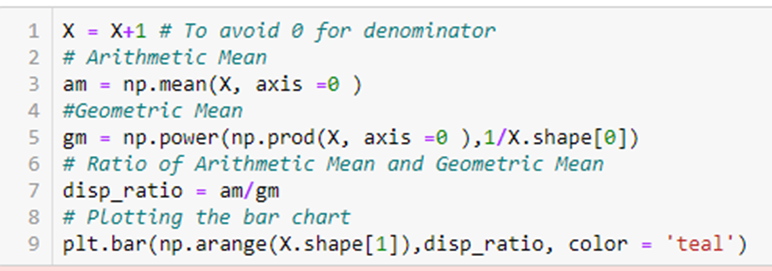 1 X = X+1 # To avoid 0 for denominator
2 # Arithmetic Mean
3 am = np.mean(X, axis =0 )
4 #Geometric Mean
5 gm = np.power(np.prod(X, axis =0 ),1/X.shape[0])
6 # Ratio of Arithmetic Mean and Geometric Mean
7 disp_ratio = am/gm
8 # Plotting the bar chart
9 plt.bar(np.arange(X.shape[1]),disp_ratio, color = 'teal')